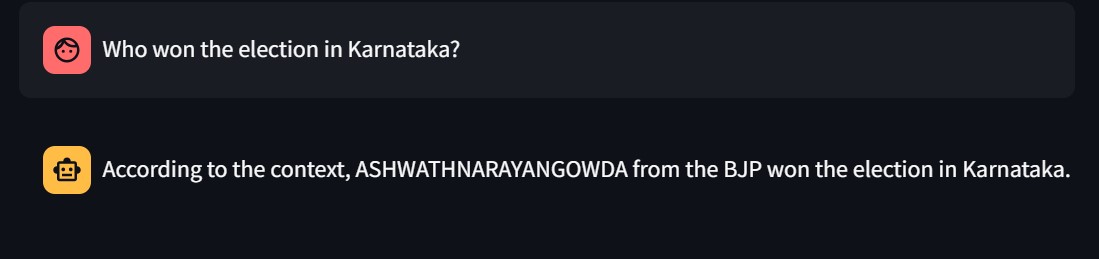 Who won the election in Karnataka?
According to the context, ASHWATHNARAYANGOWDA from the BJP won the election in Karnataka.